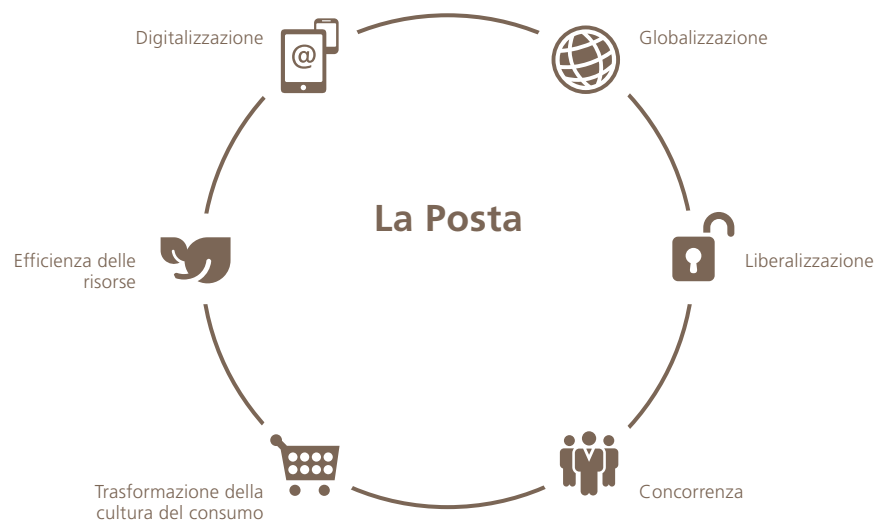 Digitalizzazione
@
Globalizzazione
La Posta
Efficienza delle
risorse
Liberalizzazione
Trasformazione della
cultura del consumo
Concorrenza